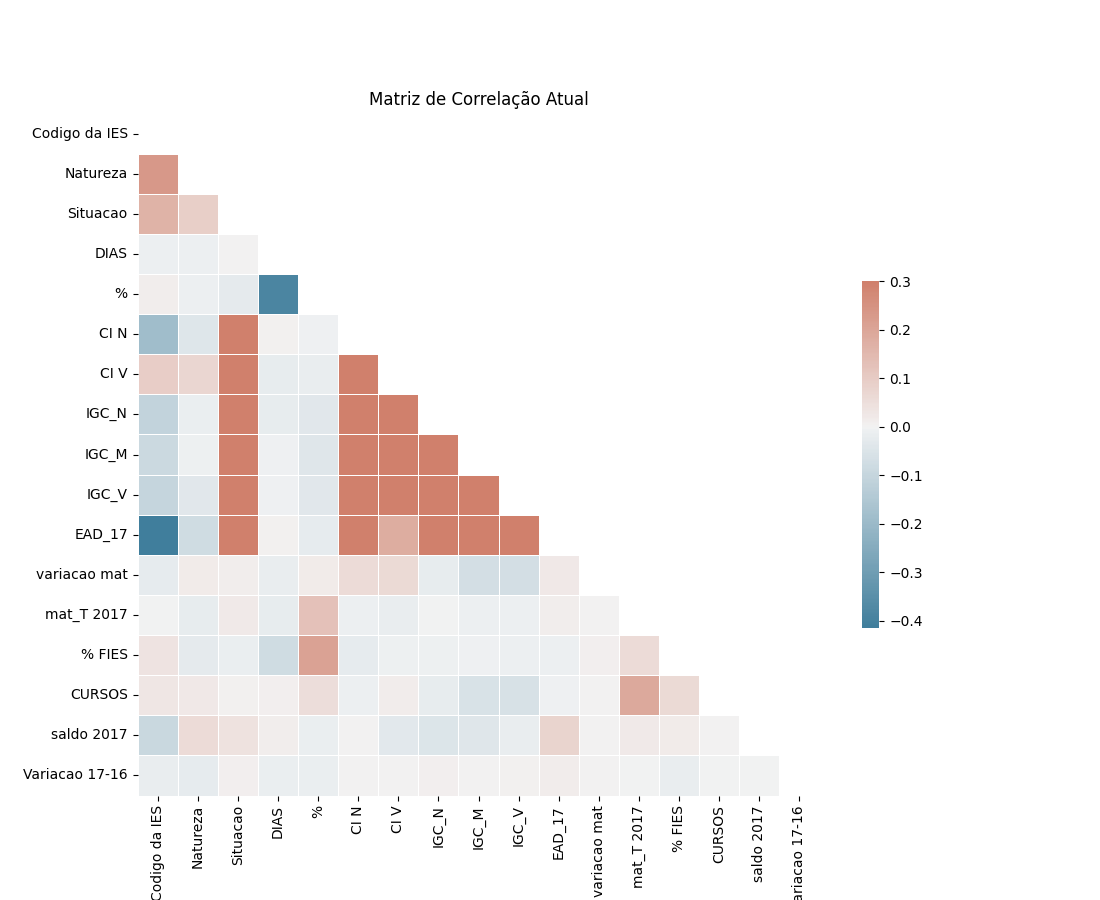 Matriz de Correlação Atual
Codigo da IES
Natureza
Situacao
DIAS
%
CI N
CI V
IGC_N
IGC_M
IGC_V
EAD_17
variacao mat
mat_T 2017
% FIES
CURSOS
saldo 2017
Variacao 17-16
0.3
0.2
0.1
0.0
−0.1
−0.2
−0.3
−0.4
Codigo da IES
Natureza
Situacao
DIAS
%
CI N
CI V
IGC_N
IGC_M
IGC_V
EAD_17
variacao mat
mat_T 2017
% FIES
CURSOS
saldo 2017
ariacao 17-16